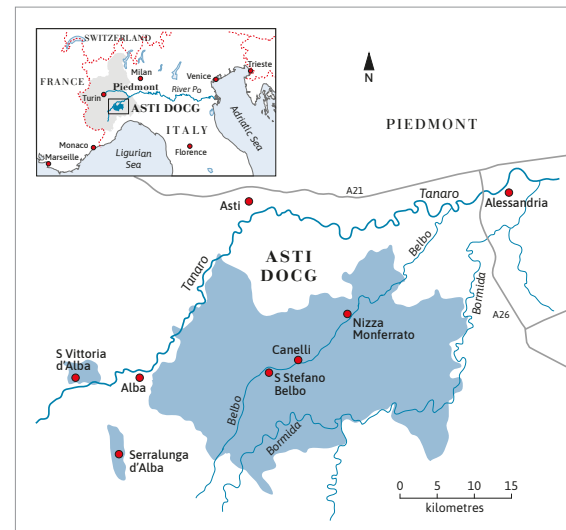 SWITZERLAND
FRANCE
Milan
Piedmont
Venice
Trieste
Turin
River Po
ASTI DOCG
ITALY
Adriatic Sea
Monaco
Marseille
Ligurian
Sea
Florence
N
PIEDMONT
A21
Tanaro
Alessandria
Asti
ASTI
DOCG
Tanaro
Belbo
Bormida
A26
Nizza
Monferrato
Canelli
S Stefano
Belbo
S Vittoria
d'Alba
Alba
Belbo
Bormida
Serralunga
d'Alba
0 5 10 15
kilometres